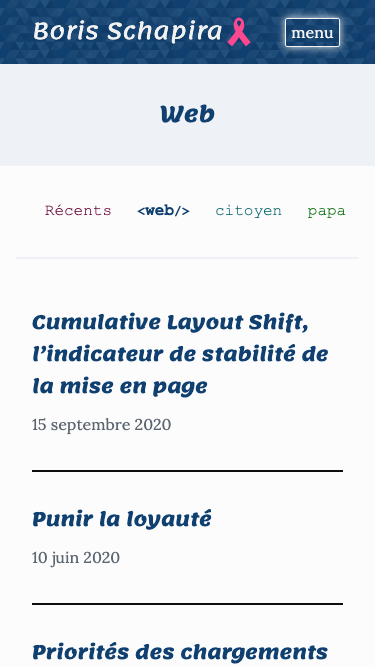 Boris Schapira
menu
Web
Récents <web/> citoyen papa
Cumulative Layout Shift,
l’indicateur de stabilité de
la mise en page
15 septembre 2020
Punir la loyauté
10 juin 2020
Priorités des chargements